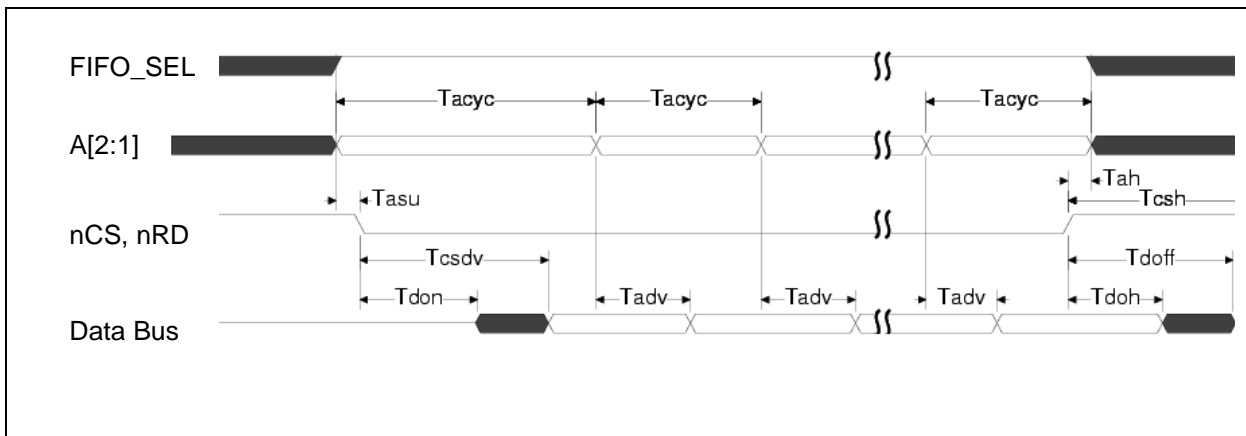 FIFO_SEL
Tacyc Tacyc Tacyc
A[2:1]
Tah
Tasu Tcsh
nCS, nRD
Tcsdv Tdoff
Tdon Tadv Tadv Tadv Tdoh
Data Bus